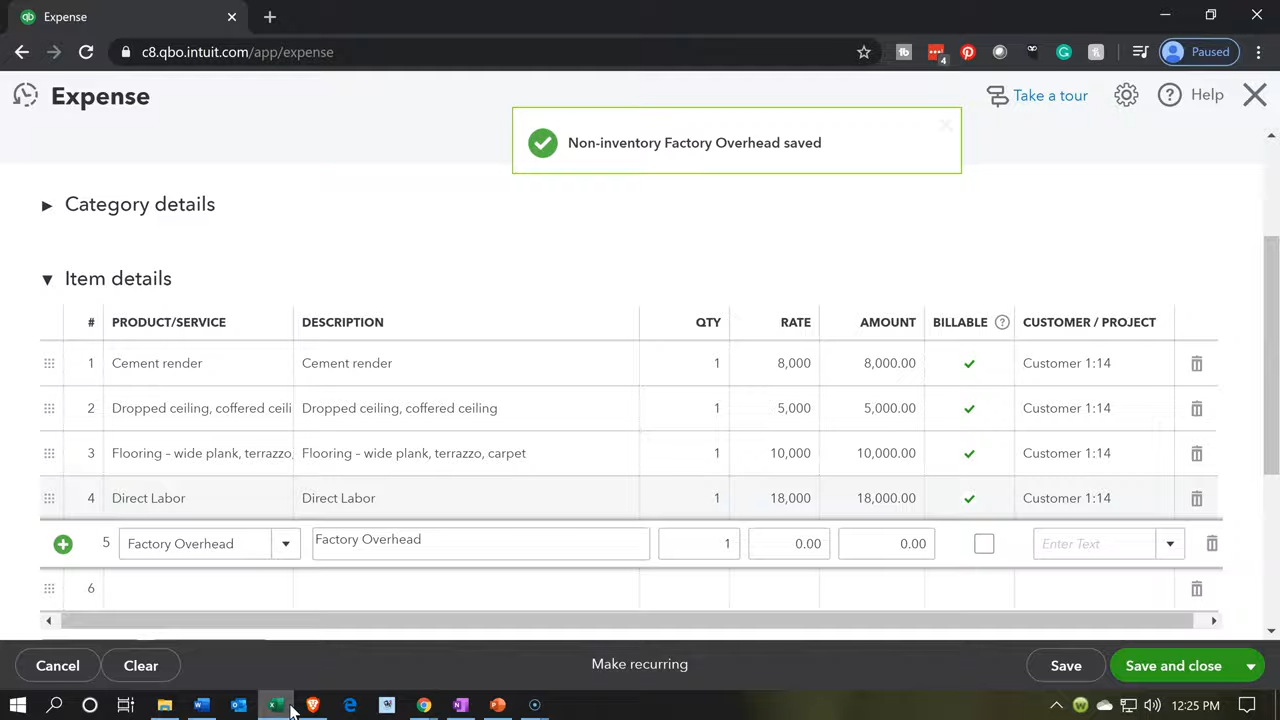 Expense
c8.qbo.intuit.com/app/expense
4
Paused
Expense
Take a tour
Help
Non-inventory Factory Overhead saved
Category details
Item details
# PRODUCT/SERVICE DESCRIPTION QTY RATE AMOUNT BILLABLE CUSTOMER / PROJECT
1 Cement render Cement render 1 8,000 8,000.00 Customer 1:14
2 Dropped ceiling, coffered ceili Dropped ceiling, coffered ceiling 1 5,000 5,000.00 Customer 1:14
3 Flooring – wide plank, terrazzo, Flooring – wide plank, terrazzo, carpet 1 10,000 10,000.00 Customer 1:14
4 Direct Labor Direct Labor 1 18,000 18,000.00 Customer 1:14
5 Factory Overhead Factory Overhead 1 0.00 0.00 Enter Text
6
Cancel Clear Make recurring Save Save and close
12:25 PM